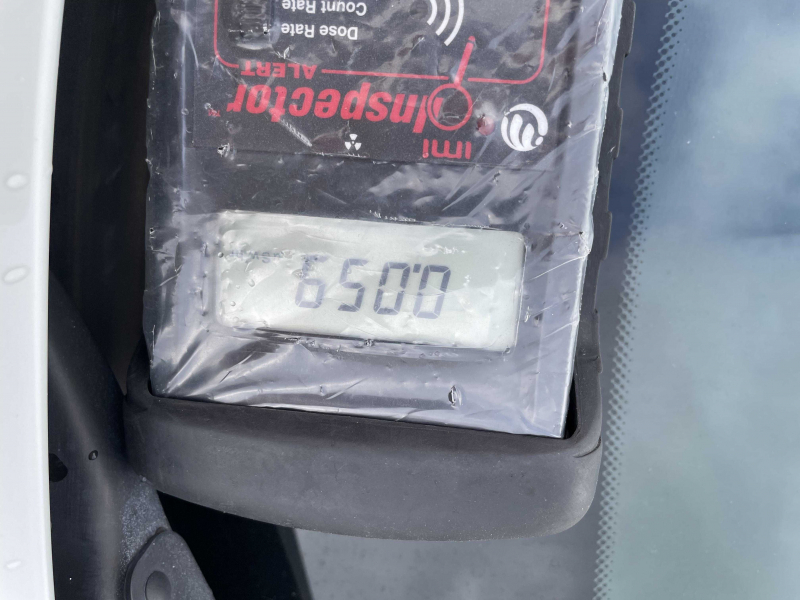 0.059
imi
Inspector
ALERT
Dose Rate
Count Rate